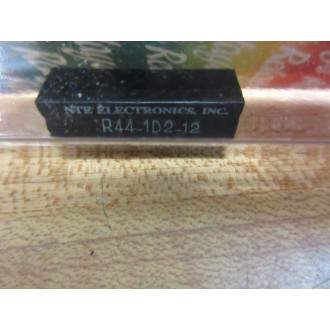 NTE ELECTRONICS, INC.
R44-1D2-12